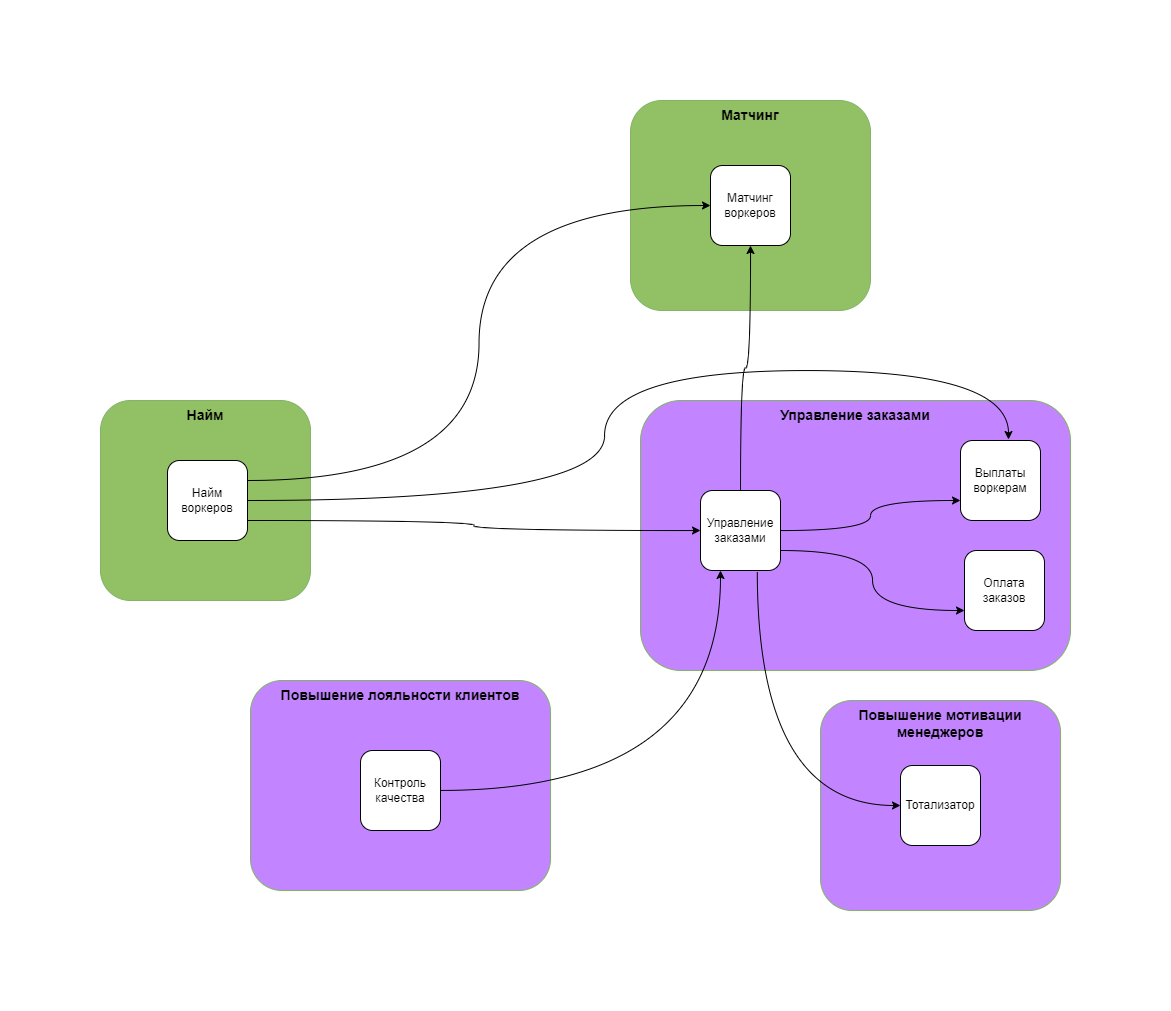 Матчинг
Матчинг
воркеров
Найм
Найм
воркеров
Управление заказами
Выплаты
воркерам
Управление
заказами
Оплата
заказов
Повышение лояльности клиентов
Контроль
качества
Повышение мотивации
менеджеров
Тотализатор